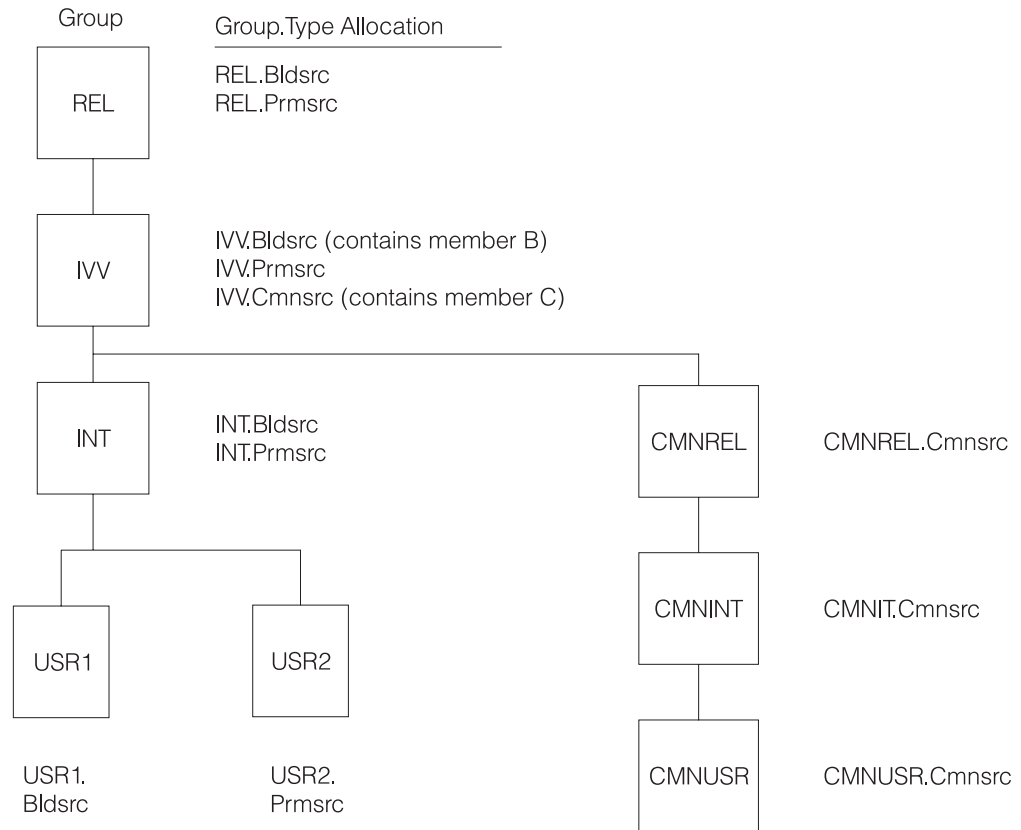 Group
Group.Type Allocation
REL
REL.Bldsrc
REL.Prmsrc
IVV
IVV.Bldsrc (contains member B)
IVV.Prmsrc
IVV.Cmnsrc (contains member C)
INT
INT.Bldsrc
INT.Prmsrc
CMNREL
CMNREL.Cmnsrc
USR1
USR2
CMNINT
CMNIT.Cmnsrc
USR1.
Bldsrc
USR2.
Prmsrc
CMNUSR
CMNUSR.Cmnsrc